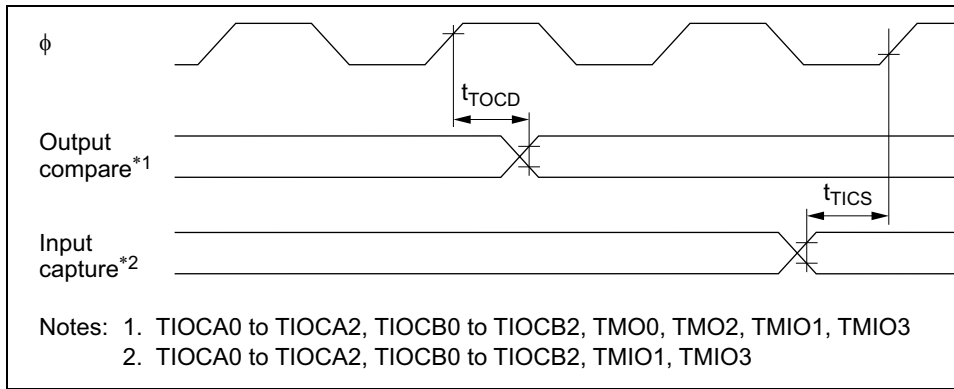 ϕ
tTOCD
Output
compare*1
tTICS
Input
capture*2
Notes: 1. TIOCA0 to TIOCA2, TIOCB0 to TIOCB2, TMO0, TMO2, TMIO1, TMIO3
2. TIOCA0 to TIOCA2, TIOCB0 to TIOCB2, TMIO1, TMIO3